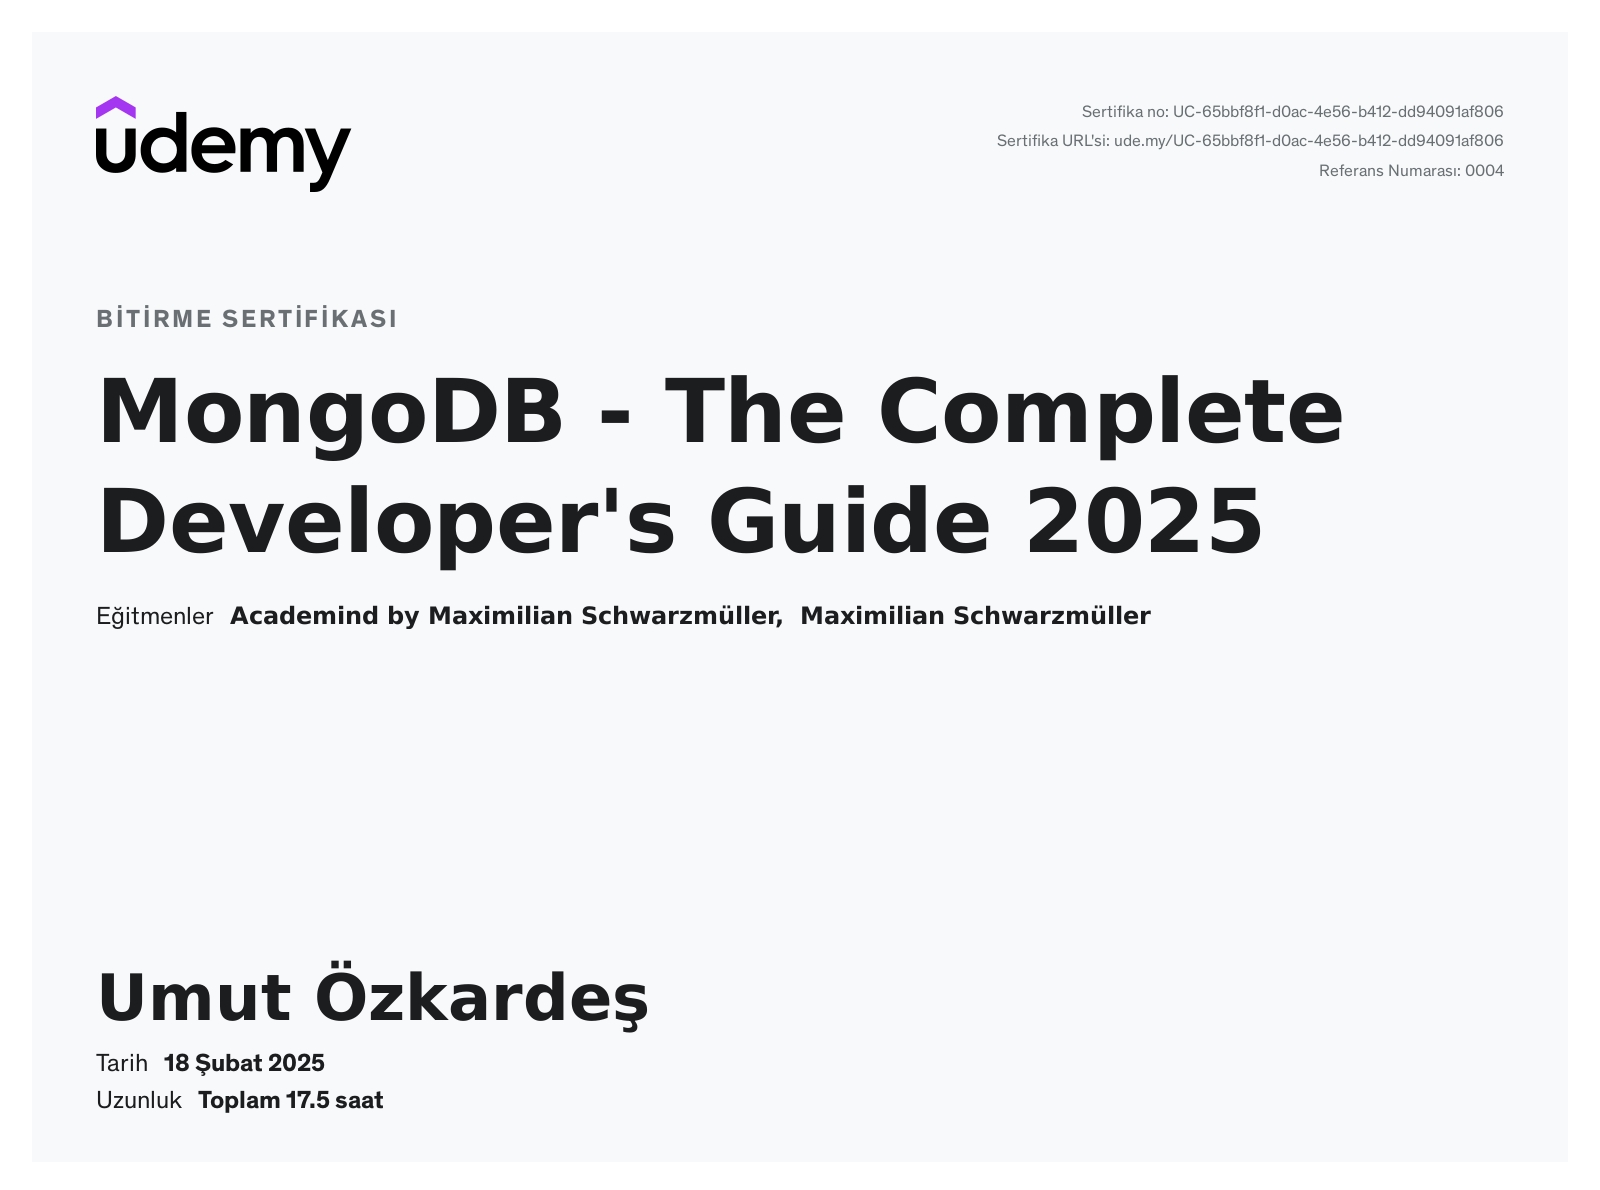 udemy
Sertifika no: UC-65bbf8f1-d0ac-4e56-b412-dd94091af806
Sertifika URL'si: ude.my/UC-65bbf8f1-d0ac-4e56-b412-dd94091af806
Referans Numarası: 0004
BİTİRME SERTİFİKASI
MongoDB - The Complete
Developer's Guide 2025
Eğitmenler Academind by Maximilian Schwarzmüller, Maximilian Schwarzmüller
Umut Özkardeş
Tarih 18 Şubat 2025
Uzunluk Toplam 17.5 saat